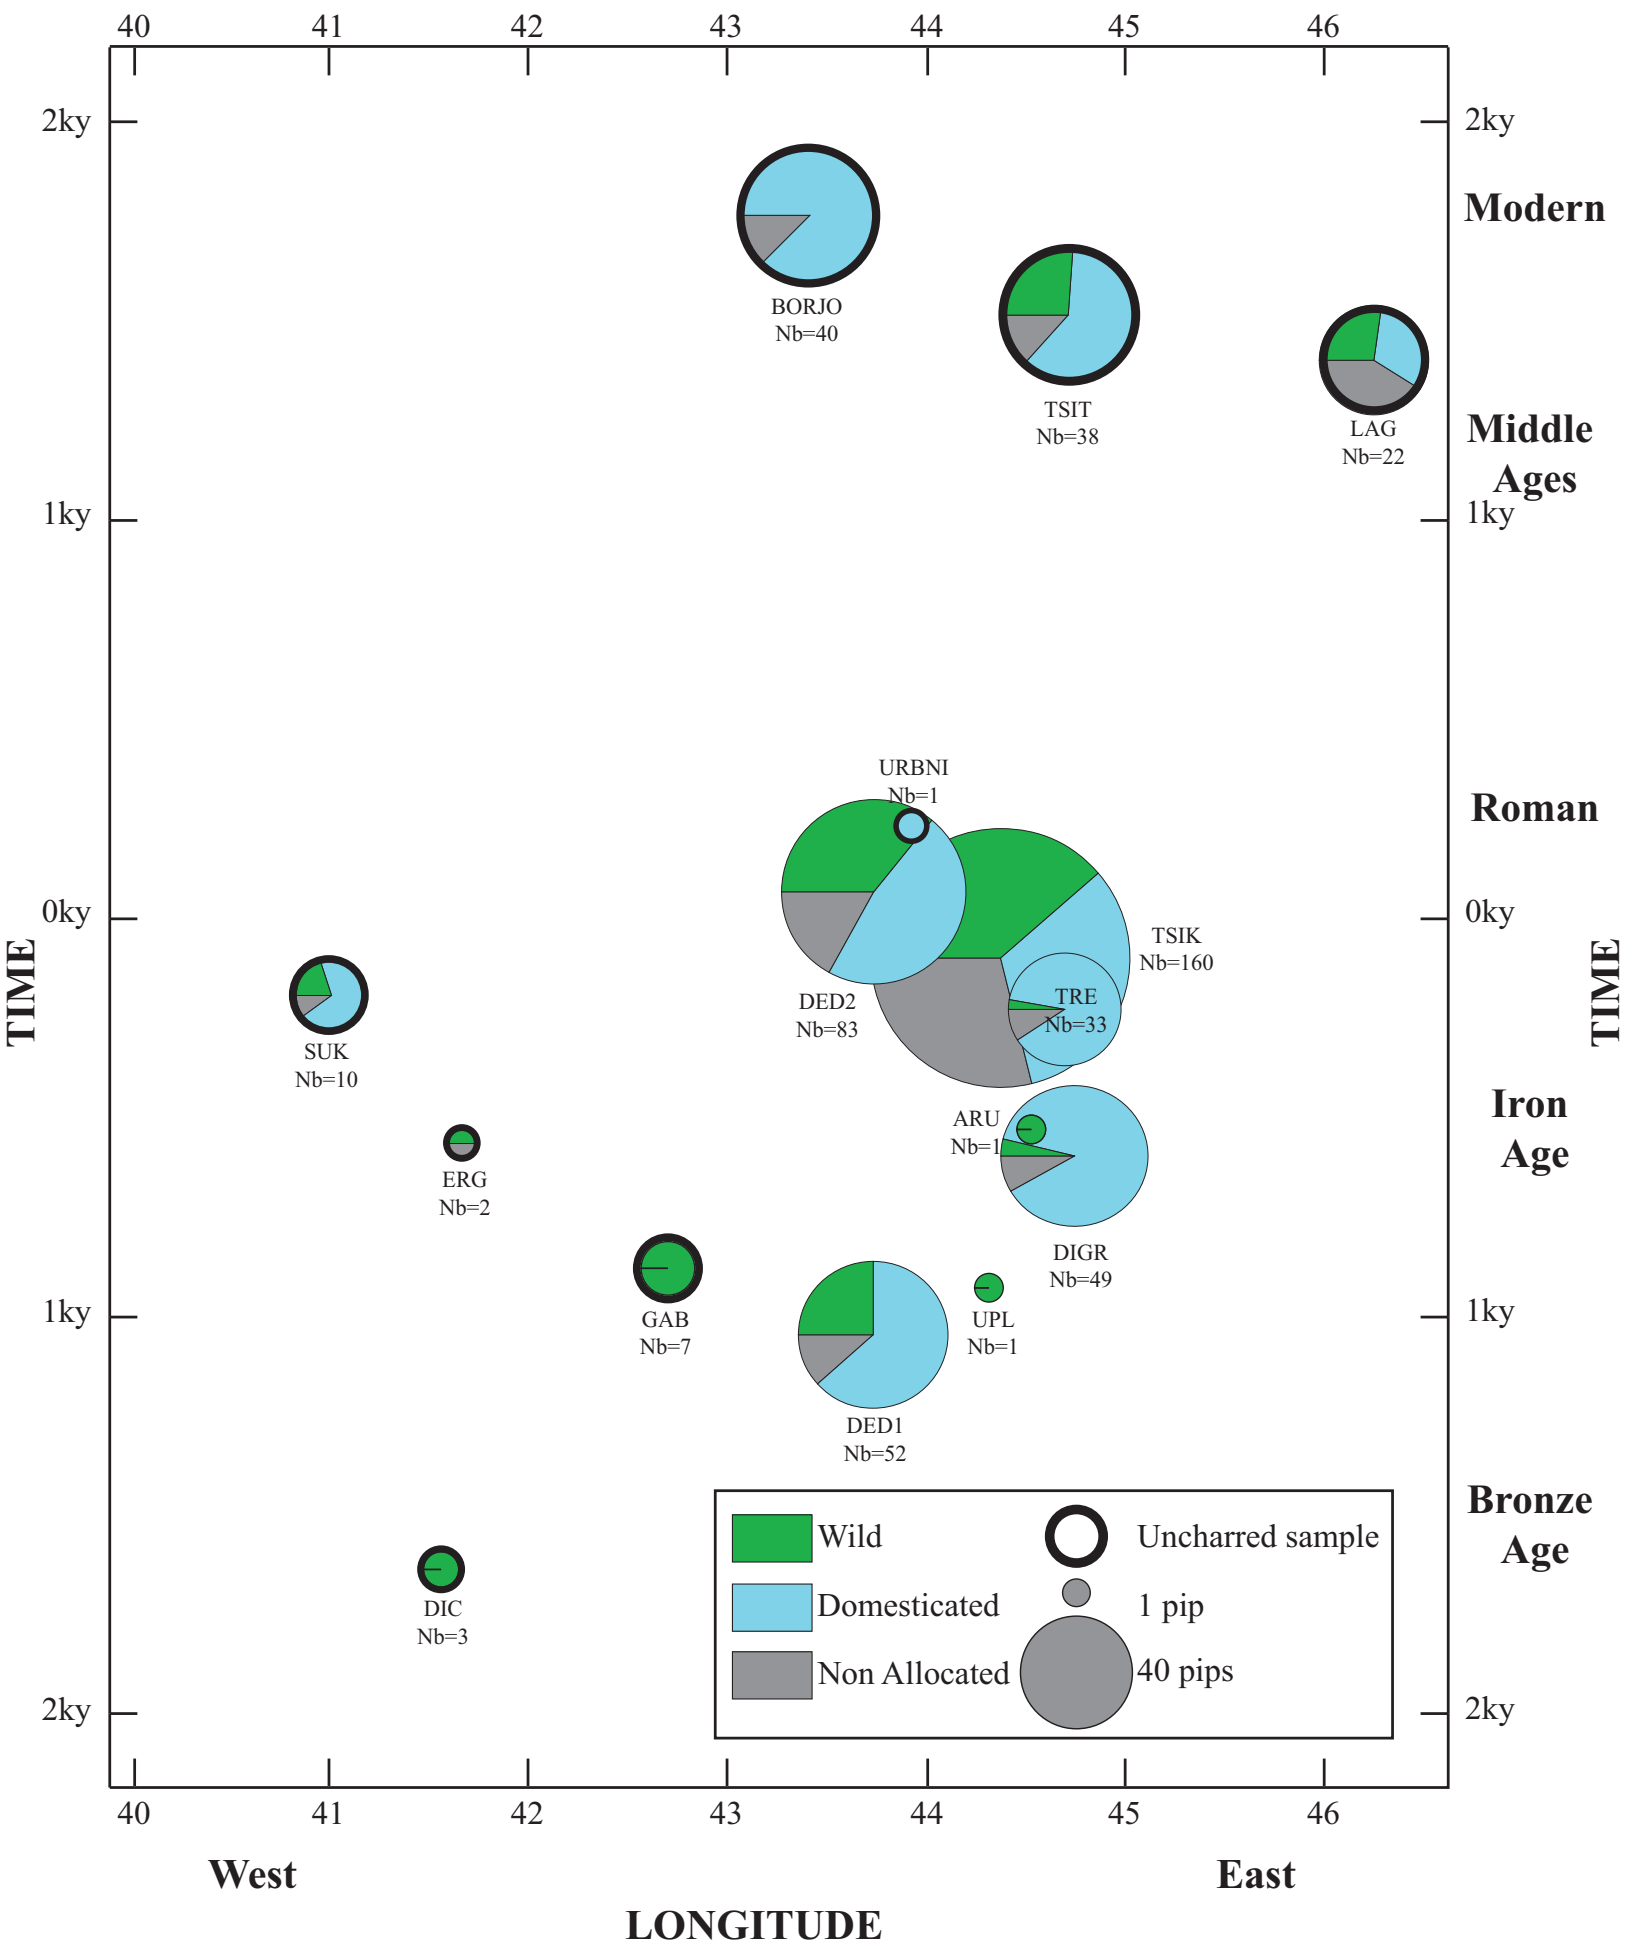 40 41 42 43 44 45 46
2ky 2ky
Modern
BORJO
Nb=40
TSIT
Nb=38
LAG
Nb=22
Middle
Ages
1ky 1ky
URBNI
Nb=1
Roman
0ky 0ky
TSIK
Nb=160
TIME
TIME
DED2
Nb=83
TRE
Nb=33
SUK
Nb=10
Iron
Age
ARU
Nb=1
ERG
Nb=2
DIGR
Nb=49
GAB
Nb=7
UPL
Nb=1
1ky 1ky
DED1
Nb=52
Bronze
Age
DIC
Nb=3
Wild
Domesticated
Non Allocated
Uncharred sample
1 pip
40 pips
2ky 2ky
40 41 42 43 44 45 46
West East
LONGITUDE